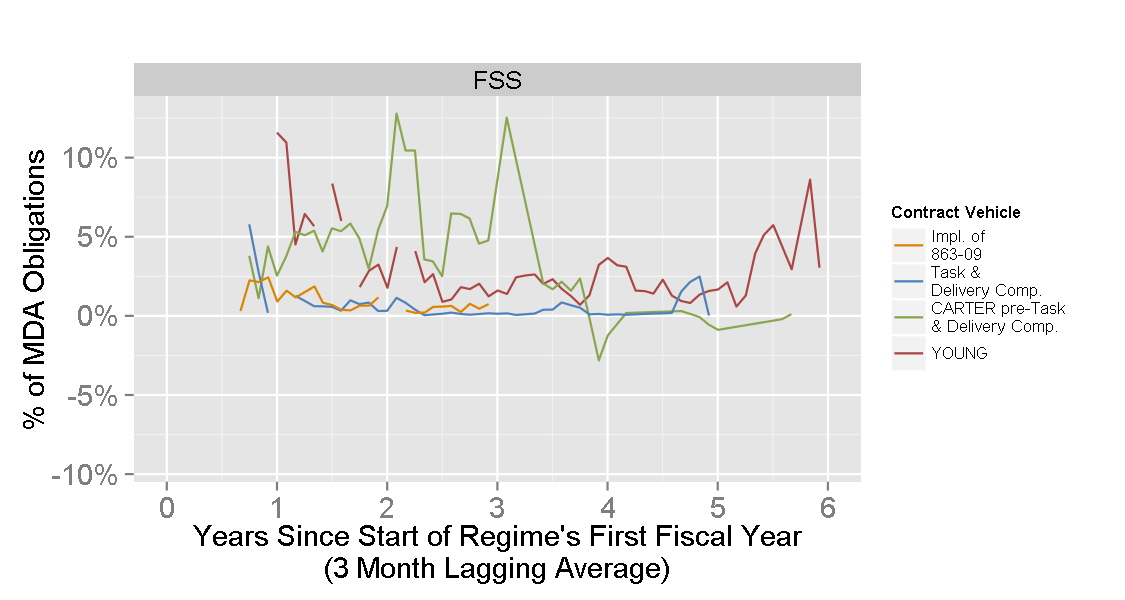 FSS
10%
5%
0%
-5%
-10%
% of MDA Obligations
0 1 2 3 4 5 6
Years Since Start of Regime's First Fiscal Year
(3 Month Lagging Average)
Contract Vehicle
Impl. of
863-09
Task &
Delivery Comp.
CARTER pre-Task
& Delivery Comp.
YOUNG